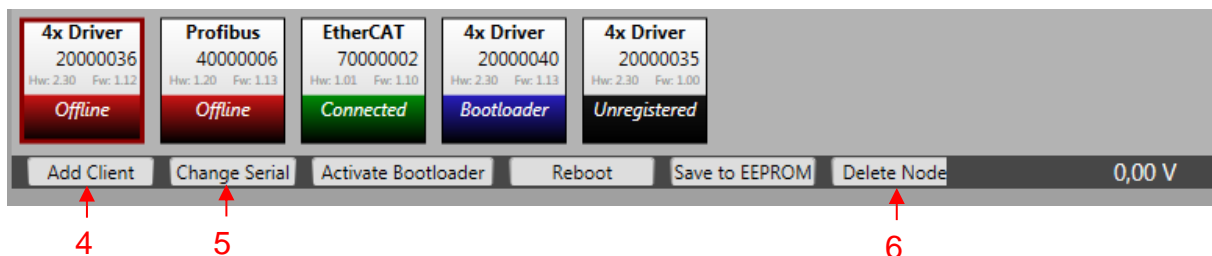 4x Driver
20000036
Hw: 2.30 Fw: 1.12
Offline
Profibus
40000006
Hw: 1.20 Fw: 1.13
Offline
EtherCAT
70000002
Hw: 1.01 Fw: 1.10
Connected
4x Driver
20000040
Hw: 2.30 Fw: 1.13
Bootloader
4x Driver
20000035
Hw: 2.30 Fw: 1.00
Unregistered
Add Client Change Serial Activate Bootloader Reboot Save to EEPROM Delete Node 0,00 V
4 5 6